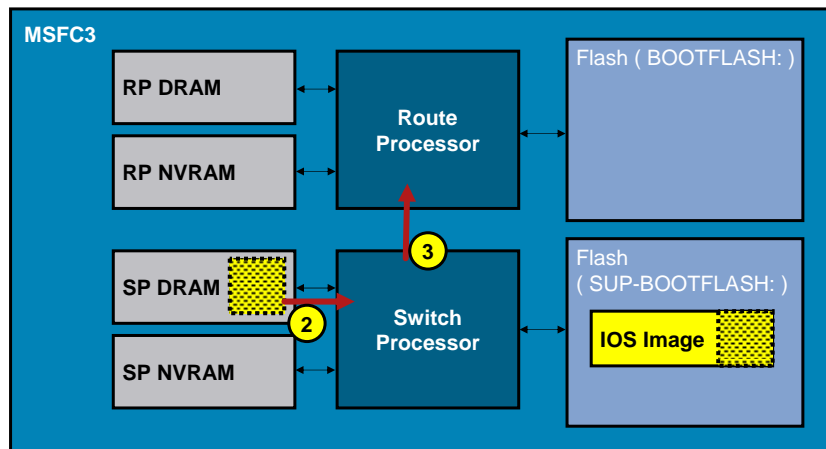 MSFC3
RP DRAM
RP NVRAM
Route
Processor
Flash ( BOOTFLASH: )
3
SP DRAM
2
SP NVRAM
Switch
Processor
Flash
( SUP-BOOTFLASH: )
IOS Image